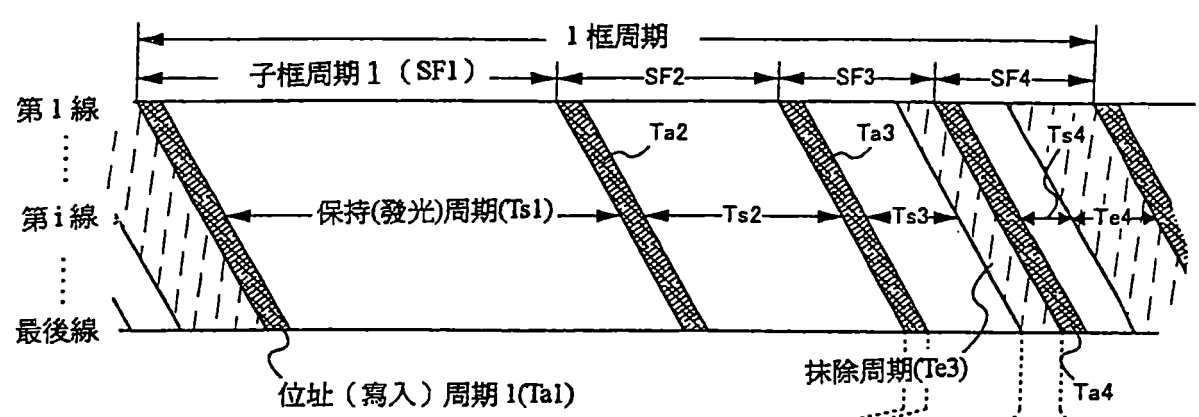 1 框周期
子框周期 1 (SF1)
SF2
SF3
SF4
第 1 線
Ta2
Ta3
Ts4
第 i 線
保持(發光)周期(Ts1)
Ts2
Ts3
Te4
最後線
位址（寫入）周期 1(Ta1)
抹除周期(Te3)
Ta4